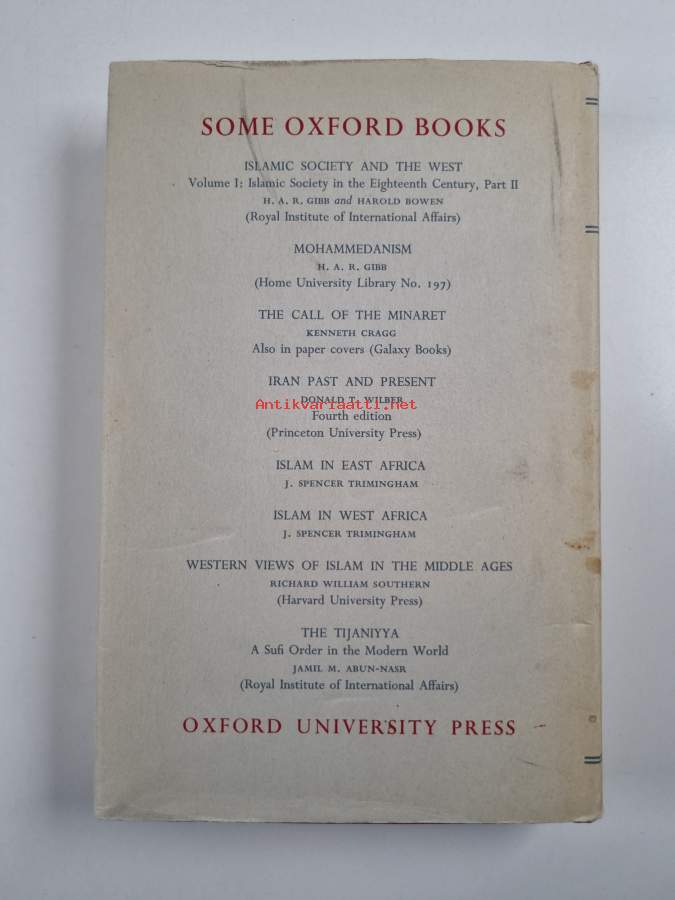 SOME OXFORD BOOKS
ISLAMIC SOCIETY AND THE WEST
Volume I: Islamic Society in the Eighteenth Century, Part II
H. A. R. GIBB and HAROLD BOWEN
(Royal Institute of International Affairs)
MOHAMMEDANISM
H. A. R. GIBB
(Home University Library No. 197)
THE CALL OF THE MINARET
KENNETH CRAGG
Also in paper covers (Galaxy Books)
IRAN PAST AND PRESENT
DONALD T. WILBER
Antikvariaatti.net
Fourth edition
(Princeton University Press)
ISLAM IN EAST AFRICA
J. SPENCER TRIMINGHAM
ISLAM IN WEST AFRICA
J. SPENCER TRIMINGHAM
WESTERN VIEWS OF ISLAM IN THE MIDDLE AGES
RICHARD WILLIAM SOUTHERN
(Harvard University Press)
THE TIJANIYYA
A Sufi Order in the Modern World
JAMIL M. ABUN-NASR
(Royal Institute of International Affairs)
OXFORD UNIVERSITY PRESS